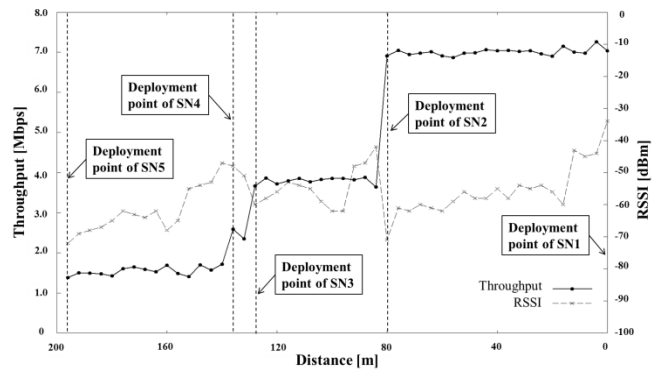 8.0
7.0
6.0
5.0
4.0
3.0
2.0
1.0
0
Throughput [Mbps]
Deployment
point of SN5
Deployment
point of SN4
Deployment
point of SN3
Deployment
point of SN2
Deployment
point of SN1
Throughput
RSSI
0
-10
-20
-30
-40
-50
-60
-70
-80
-90
-100
RSSI [dBm]
200
160
120
80
40
0
Distance [m]